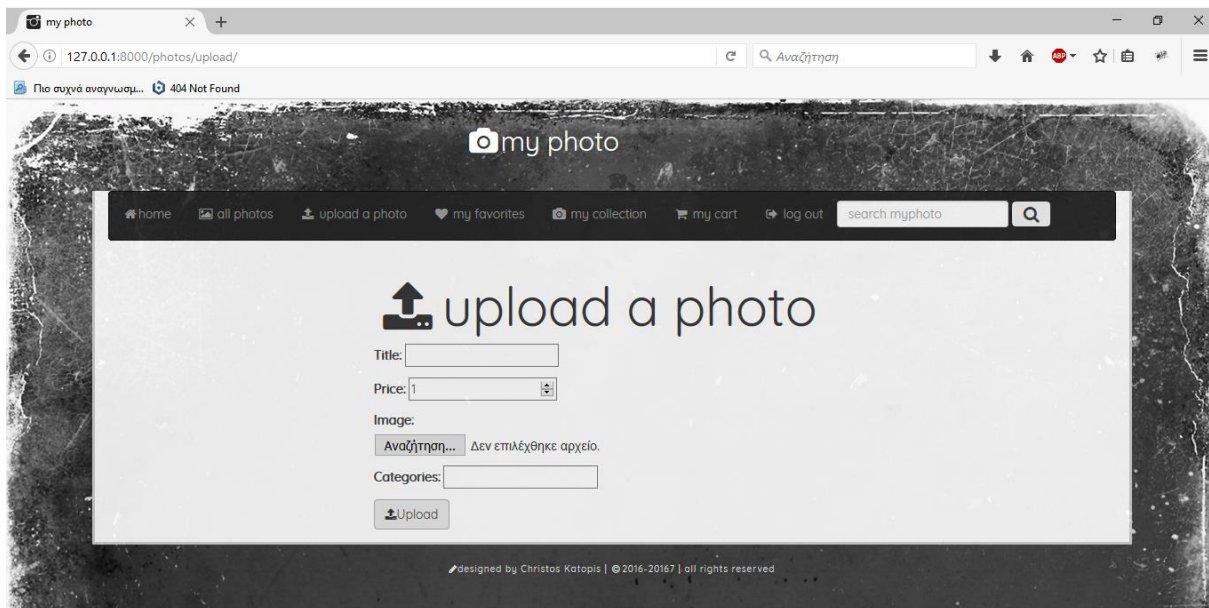 my photo
127.0.0.1:8000/photos/upload/
Αναζήτηση
ABP
Πιο συχνά αναγνωσμ... 404 Not Found
my photo
home all photos upload a photo my favorites my collection my cart log out search myphoto
upload a photo
Title:
Price: 1
Image:
Αναζήτηση... Δεν επιλέχθηκε αρχείο.
Categories:
Upload
designed by Christos Katopis | © 2016-20167 | all rights reserved